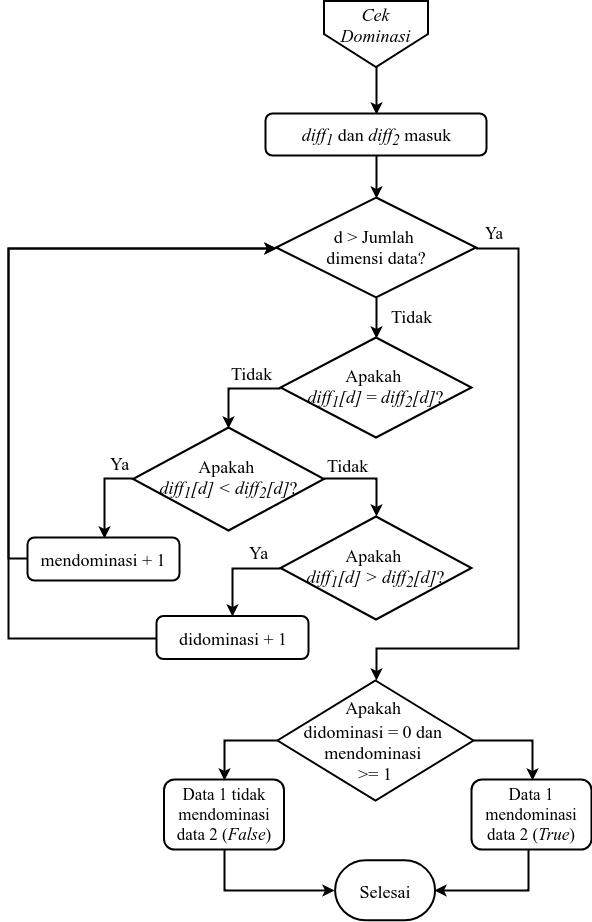 Cek
Dominasi
diff1 dan diff2 masuk
d > Jumlah
dimensi data?
Ya
Tidak
Apakah
diff1[d] = diff2[d]?
Tidak
Apakah
diff1[d] < diff2[d]?
Ya
Tidak
mendominasi + 1
Apakah
diff1[d] > diff2[d]?
Ya
didominasi + 1
Apakah
didominasi = 0 dan
mendominasi
>= 1
Data 1 tidak
mendominasi
data 2 (False)
Data 1
mendominasi
data 2 (True)
Selesai